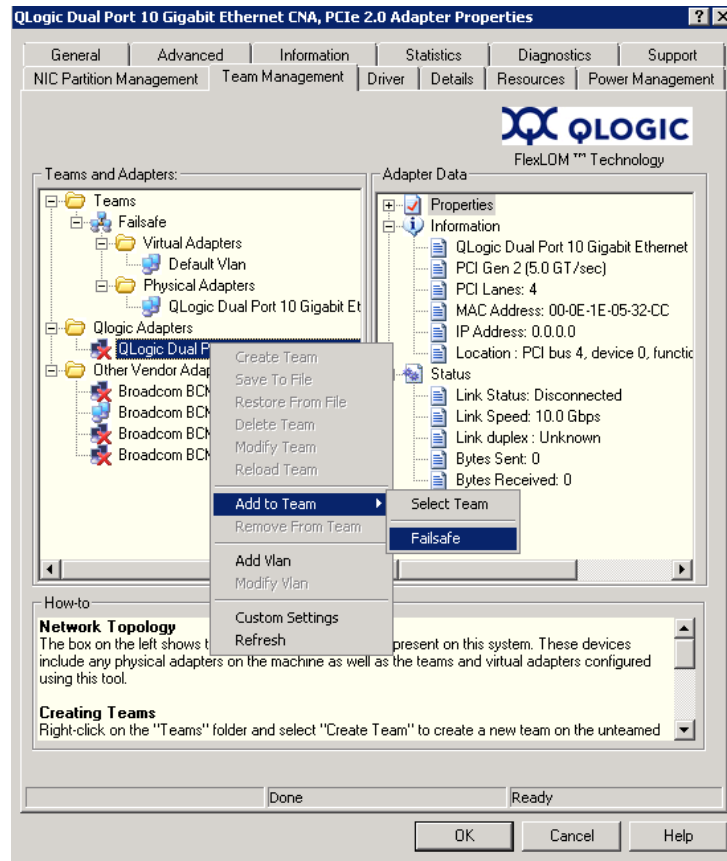 QLogic Dual Port 10 Gigabit Ethernet CNA, PCIe 2.0 Adapter Properties
General Advanced Information Statistics Diagnostics Support
NIC Partition Management Team Management Driver Details Resources Power Management
QLOGIC
FlexLOM ™ Technology
Teams and Adapters:
Teams
Failsafe
Virtual Adapters
Default Vlan
Physical Adapters
QLogic Dual Port 10 Gigabit Et
Qlogic Adapters
QLogic Dual P
Other Vendor Adap
Broadcom BCM
Broadcom BCM
Broadcom BCM
Broadcom BCM
Create Team
Save To File
Restore From File
Delete Team
Modify Team
Reload Team
Add to Team
Remove From Team
Add Vlan
Modify Vlan
Custom Settings
Refresh
Select Team
Failsafe
Adapter Data
Properties
Information
QLogic Dual Port 10 Gigabit Ethernet
PCI Gen 2 (5.0 GT/sec)
PCI Lanes: 4
MAC Address: 00-0E-1E-05-32-CC
IP Address: 0.0.0.0
Location : PCI bus 4, device 0, functic
Status
Link Status: Disconnected
Link Speed: 10.0 Gbps
Link duplex : Unknown
Bytes Sent: 0
Bytes Received: 0
How-to
Network Topology
The box on the left shows t present on this system. These devices
include any physical adapters on the machine as well as the teams and virtual adapters configured
using this tool.
Creating Teams
Right-click on the "Teams" folder and select "Create Team" to create a new team on the unteamed
Done Ready
OK Cancel Help